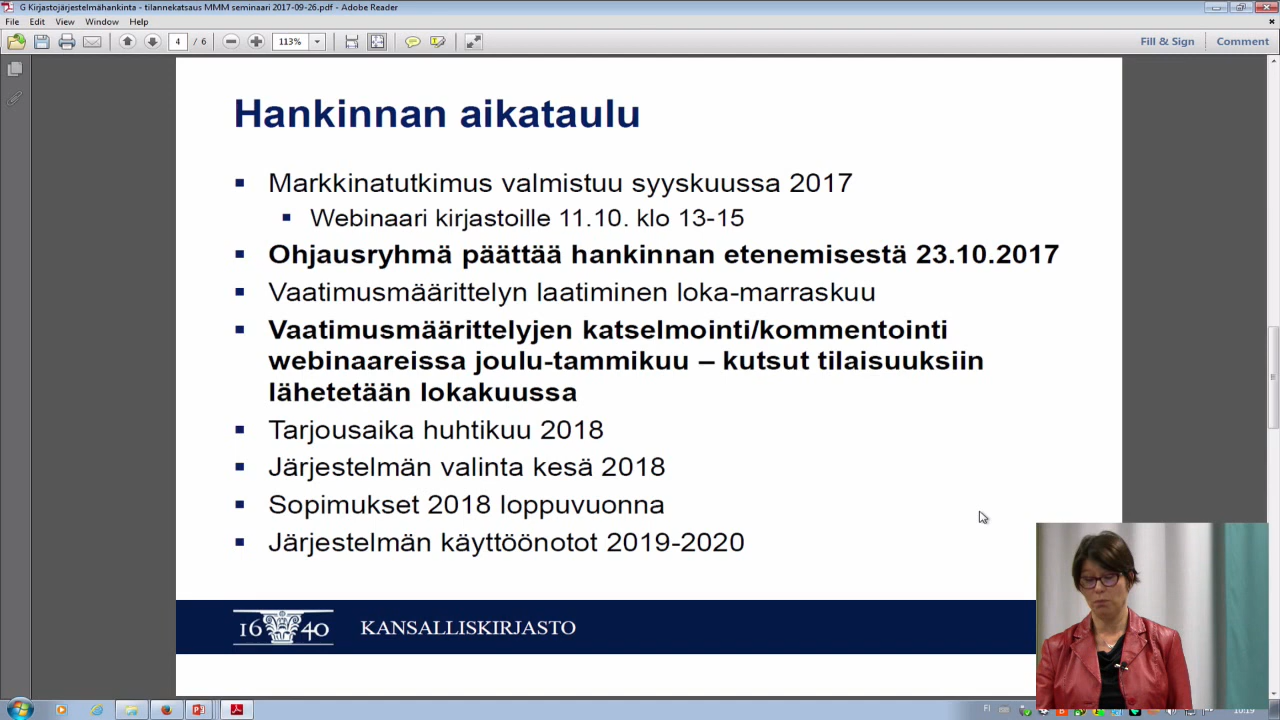 G Kirjastojärjestelmähankinta - tilannekatsaus MMM seminaari 2017-09-26.pdf - Adobe Reader
File Edit View Window Help
4 / 6 113% Fill & Sign Comment
Hankinnan aikataulu
Markkinatutkimus valmistuu syyskuussa 2017
Webinaari kirjastoille 11.10. klo 13-15
Ohjausryhmä päättää hankinnan etenemisestä 23.10.2017
Vaatimusmäärittelyn laatiminen loka-marraskuu
Vaatimusmäärittelyjen katselmointi/kommentointi
webinaareissa joulu-tammikuu – kutsut tilaisuuksiin
lähetetään lokakuussa
Tarjousaika huhtikuu 2018
Järjestelmän valinta kesä 2018
Sopimukset 2018 loppuvuonna
Järjestelmän käyttöönotot 2019-2020
1640 KANSALLISKIRJASTO
FI 10:19